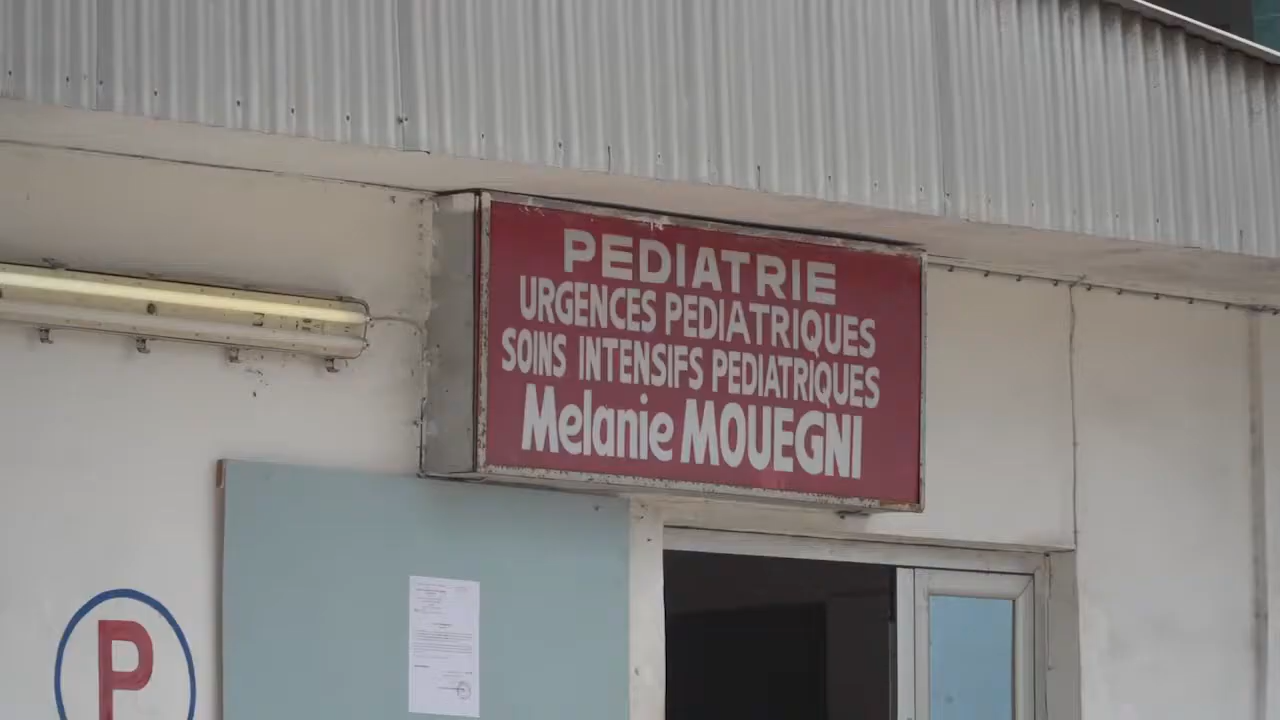 PEDIATRIE
URGENCES PEDIATRIQUES
SOINS INTENSIFS PEDIATRIQUES
Melanie MOUEGNI
P